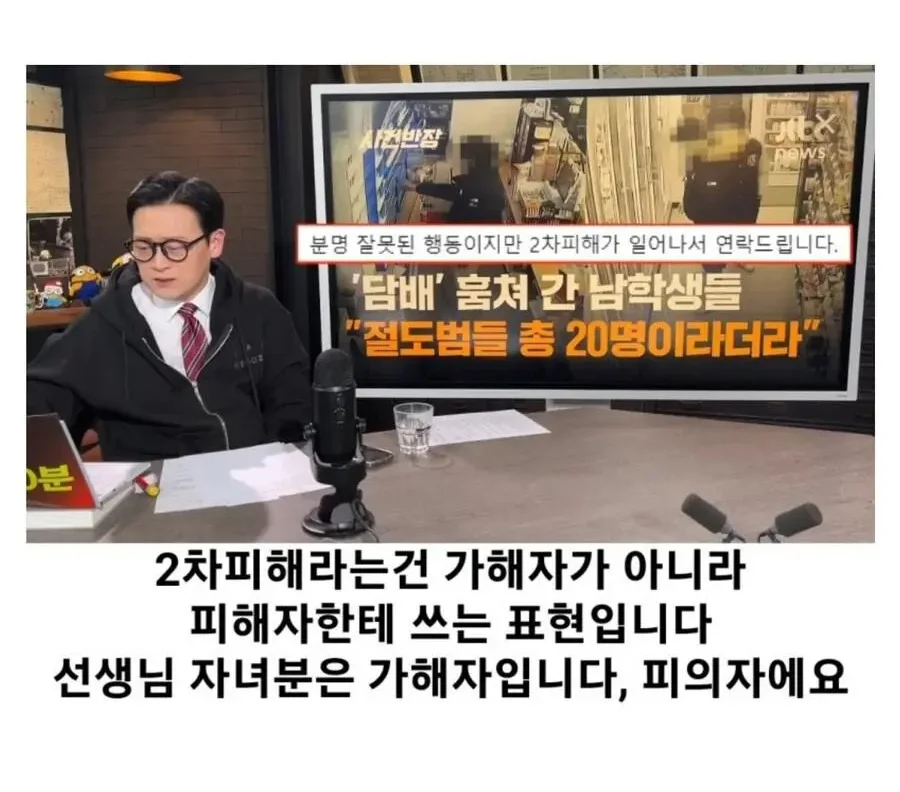 사건반장
JTBC
news
분명 잘못된 행동이지만 2차피해가 일어나서 연락드립니다.
'담배' 훔쳐 간 남학생들
"절도범들 총 20명이라더라"
0분
2차피해라는건 가해자가 아니라
피해자한테 쓰는 표현입니다
선생님 자녀분은 가해자입니다, 피의자에요